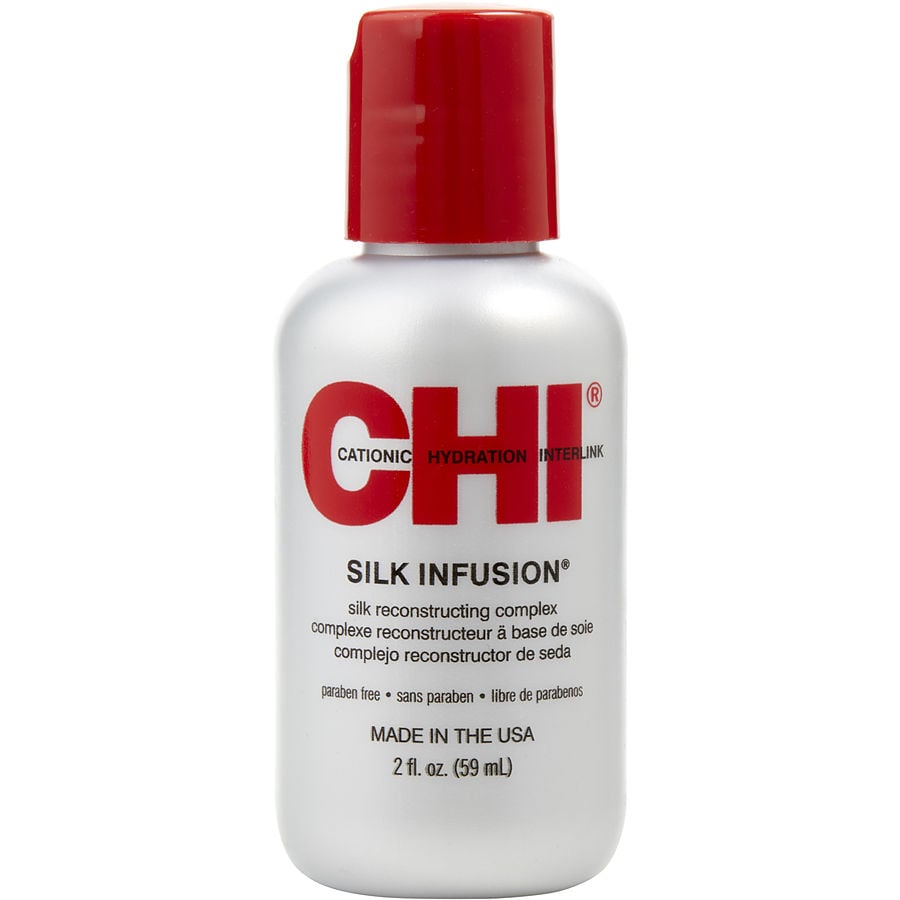 CHI®
CATIONIC HYDRATION INTERLINK
SILK INFUSION®
silk reconstructing complex
complexe reconstructeur ä base de soie
complejo reconstructor de seda
paraben free • sans paraben • libre de parabenos
MADE IN THE USA
2 fl. oz. (59 mL)